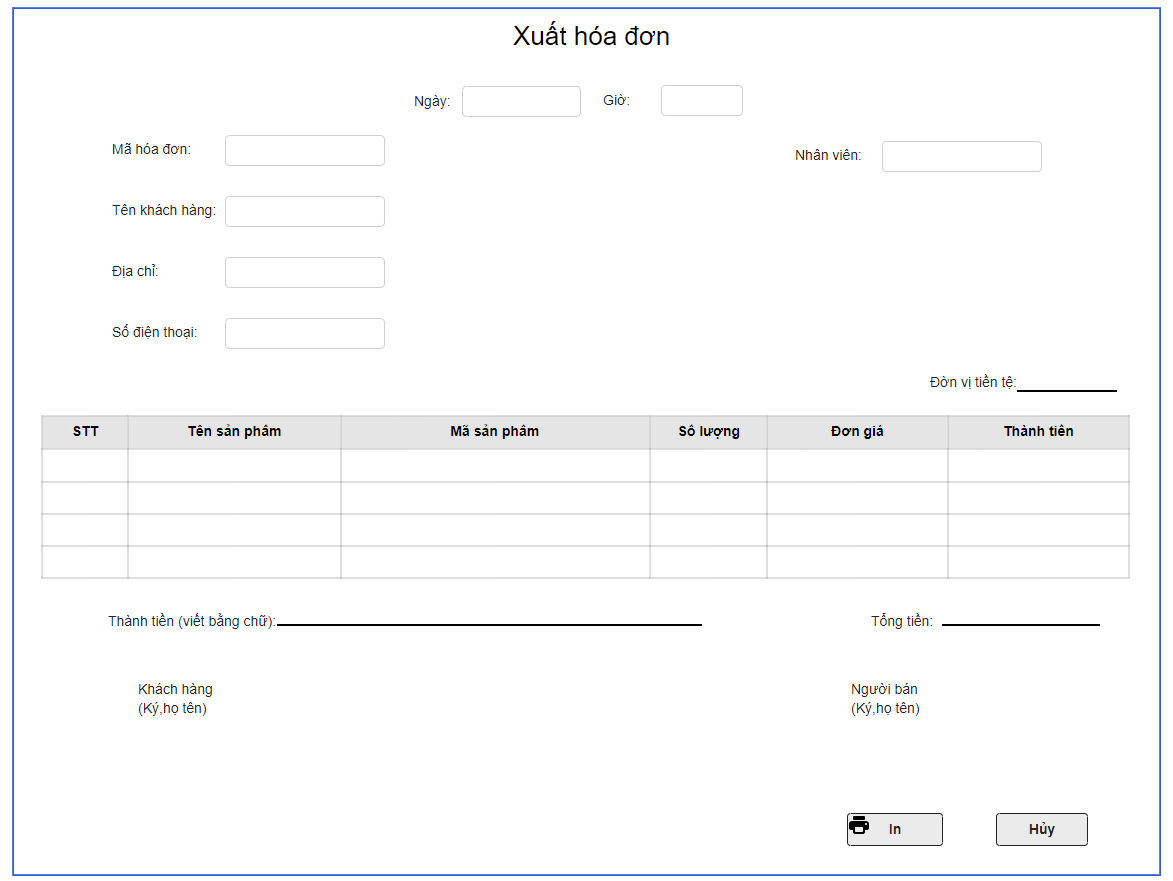 Xuất hóa đơn
Ngày: Giờ:
Mã hóa đơn:
Nhân viên:
Tên khách hàng:
Địa chỉ:
Số điện thoại:
Đờn vị tiền tệ:
STT Tên sản phẩm Mã sản phẩm Số lượng Đơn giá Thành tiền
Thành tiền (viết bằng chữ): Tổng tiền:
Khách hàng Người bán
(Ký,họ tên) (Ký,họ tên)
In Hủy